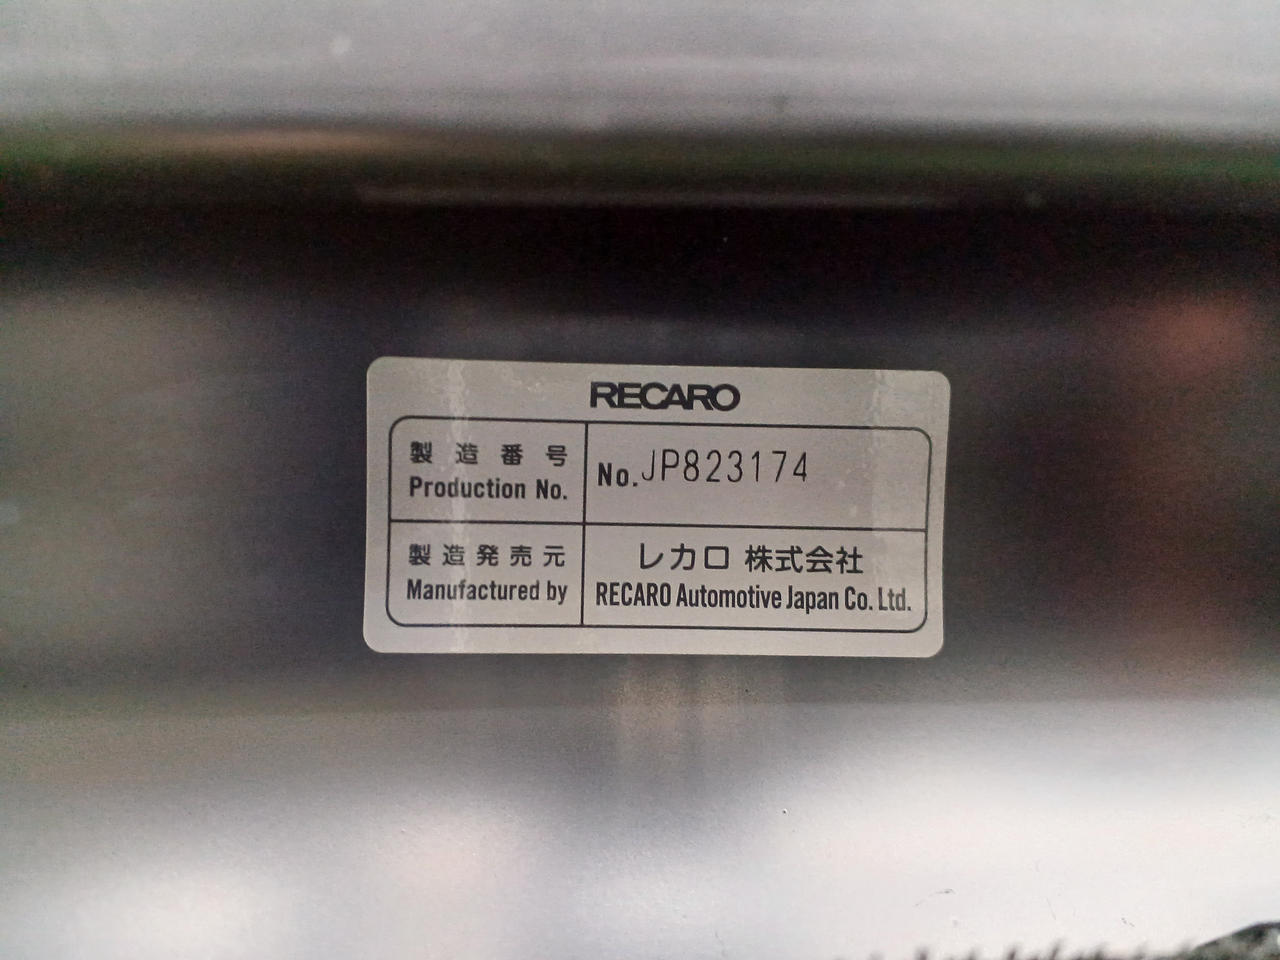 RECARO
製造番号
Production No.
No. JP823174
製造発売元
Manufactured by
レカロ 株式会社
RECARO Automotive Japan Co. Ltd.